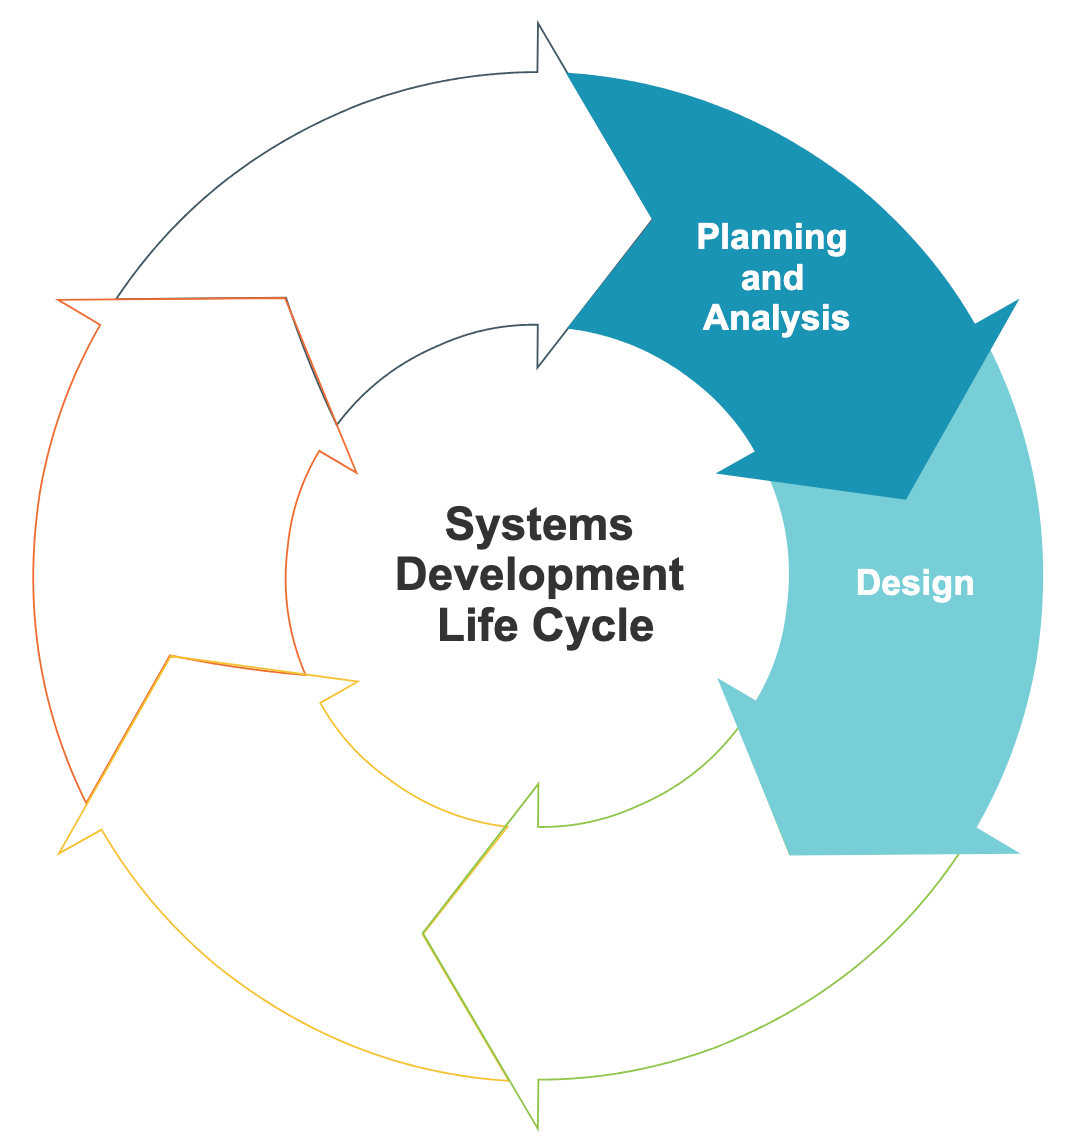 Planning
and
Analysis
Systems
Development
Life Cycle
Design